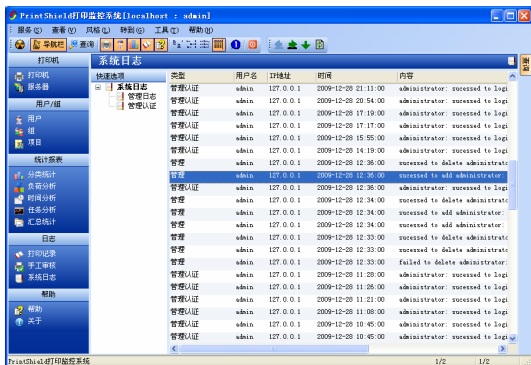 PrintShield打印监控系统[localhost : admin]
服务(S) 查看(V) 风格(L) 转到(G) 工具(T) 帮助(H)
导航栏 查询
打印机
打印机
服务器
用户/组
用户
组
项目
统计报表
分类统计
负荷分析
时间分析
任务分析
汇总统计
日志
打印记录
手工审核
系统日志
帮助
帮助
关于
系统日志
快速选项
系统日志
管理日志
管理认证
类型 用户名 IP地址 时间 内容
管理认证 admin 127.0.0.1 2009-12-28 21:11:00 administrator: sucessed to logi
管理认证 admin 127.0.0.1 2009-12-28 20:54:00 administrator: sucessed to logi
管理认证 admin 127.0.0.1 2009-12-28 17:19:00 administrator: sucessed to logi
管理认证 admin 127.0.0.1 2009-12-28 17:17:00 administrator: sucessed to logi
管理认证 admin 127.0.0.1 2009-12-28 15:55:00 administrator: sucessed to logi
管理认证 admin 127.0.0.1 2009-12-28 14:19:00 administrator: sucessed to logi
管理 admin 127.0.0.1 2009-12-28 12:36:00 sucessed to delete administrato
管理 admin 127.0.0.1 2009-12-28 12:36:00 sucessed to add administrator:
管理认证 admin 127.0.0.1 2009-12-28 12:36:00 administrator: sucessed to logi
管理 admin 127.0.0.1 2009-12-28 12:34:00 sucessed to delete administrato
管理 admin 127.0.0.1 2009-12-28 12:34:00 sucessed to add administrator:
管理 admin 127.0.0.1 2009-12-28 12:34:00 sucessed to add administrator:
管理 admin 127.0.0.1 2009-12-28 12:33:00 sucessed to delete administrato
管理 admin 127.0.0.1 2009-12-28 12:33:00 sucessed to delete administrato
管理 admin 127.0.0.1 2009-12-28 12:33:00 failed to delete administrator:
管理认证 admin 127.0.0.1 2009-12-28 11:28:00 administrator: sucessed to logi
管理认证 admin 127.0.0.1 2009-12-28 11:26:00 administrator: sucessed to logi
管理认证 admin 127.0.0.1 2009-12-28 11:21:00 administrator: sucessed to logi
管理认证 admin 127.0.0.1 2009-12-28 11:08:00 administrator: sucessed to logi
管理认证 admin 127.0.0.1 2009-12-28 10:45:00 administrator: sucessed to logi
管理认证 admin 127.0.0.1 2009-12-28 10:45:00 administrator: sucessed to logi
PrintShield打印监控系统 1/2 1/2